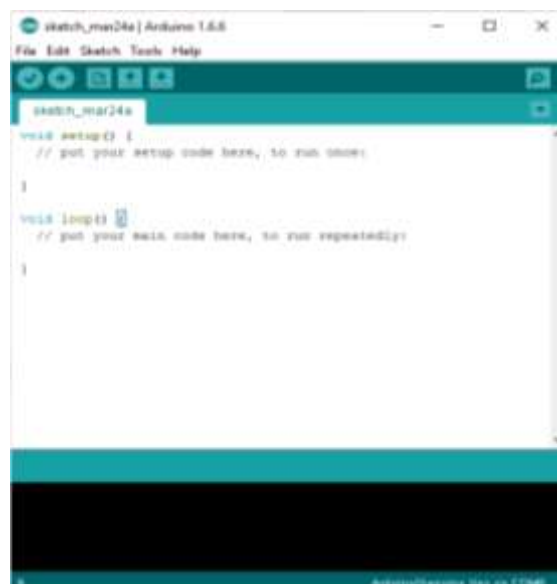 sketch_mar24a | Arduino 1.6.6
File Edit Sketch Tools Help
sketch_mar24a
void setup() {
// put your setup code here, to run once:
}
void loop() {
// put your main code here, to run repeatedly:
}